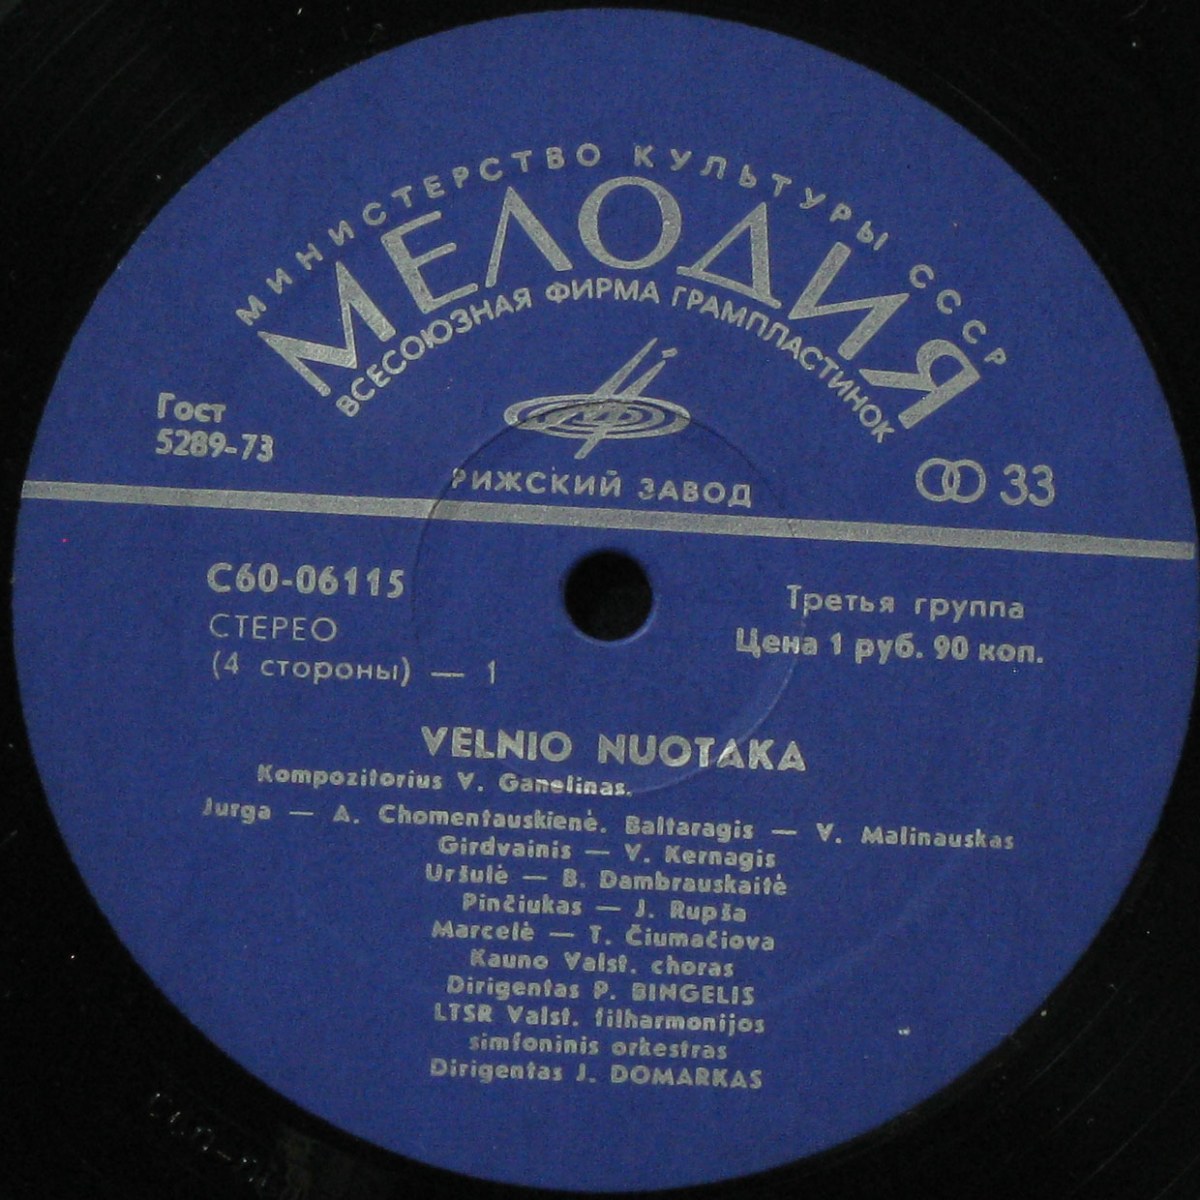 МИНИСТЕРСТВО КУЛЬТУРЫ СССР
МЕЛОДИЯ
ВСЕСОЮЗНАЯ ФИРМА ГРАМПЛАСТИНОК
Гост
5289-73
РИЖСКИЙ ЗАВОД
33
С60-06115
СТЕРЕО
(4 стороны) — 1
Третья группа
Цена 1 руб. 90 коп.
VELNIO NUOTAKA
Kompozitorius V. Ganelinas.
Jurga — A. Chomentauskienė. Baltaragis — V. Malinauskas
Girdvainis — V. Kernagis
Uršulė — B. Dambrauskaitė
Pinčiukas — J. Rupša
Marcelė — T. Čiumačiova
Kauno Valst. choras
Dirigentas P. BINGELIS
LTSR Valst. filharmonijos
simfoninis orkestras
Dirigentas J. DOMARKAS